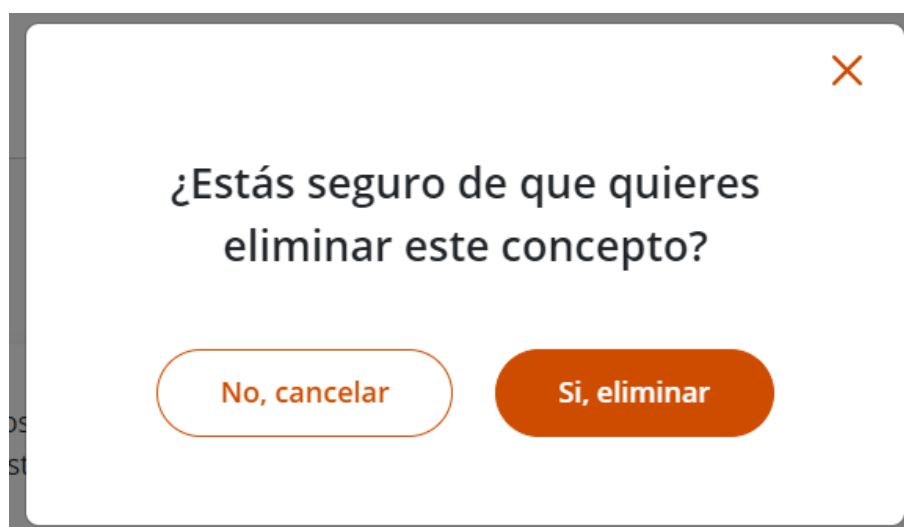 ¿Estás seguro de que quieres
eliminar este concepto?
No, cancelar
Si, eliminar